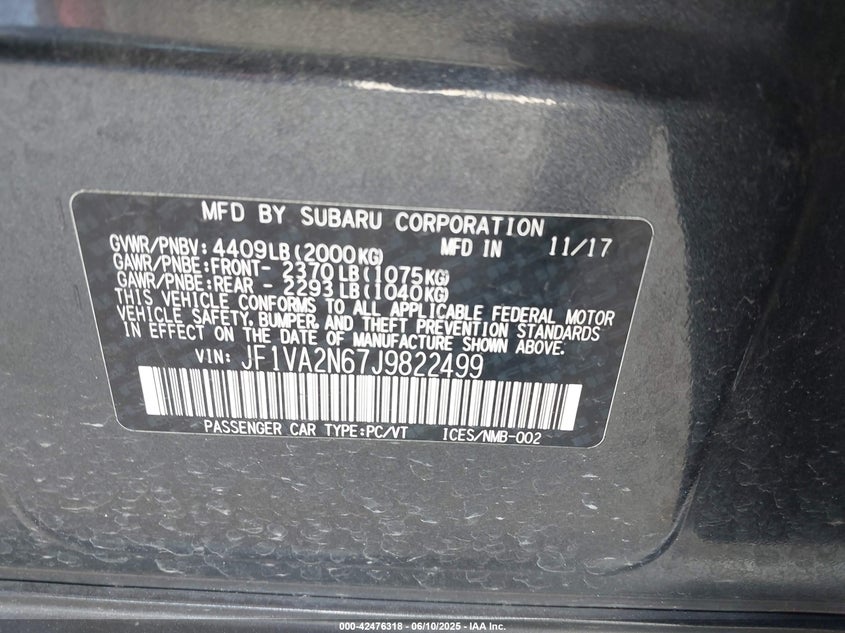 MFD BY SUBARU CORPORATION
GVWR/PNBV: 4409LB(2000KG) MFD IN 11/17
GAWR/PNBE:FRONT- 2370LB(1075KG)
GAWR/PNBE:REAR - 2293LB(1040KG)
THIS VEHICLE CONFORMS TO ALL APPLICABLE FEDERAL MOTOR
VEHICLE SAFETY, BUMPER, AND THEFT PREVENTION STANDARDS
IN EFFECT ON THE DATE OF MANUFACTURE SHOWN ABOVE.
VIN: JF1VA2N67J9822499
PASSENGER CAR TYPE:PC/VT ICES/NMB-002
000-42476318 - 06/10/2025 - IAA Inc.